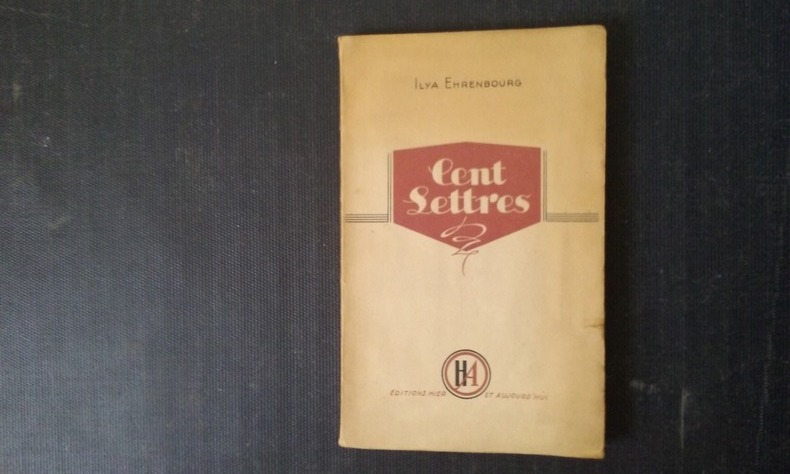 Ilya Ehrenbourg
Cent
Lettres
HA
EDITIONS HIER ET AUJOURD'HUI